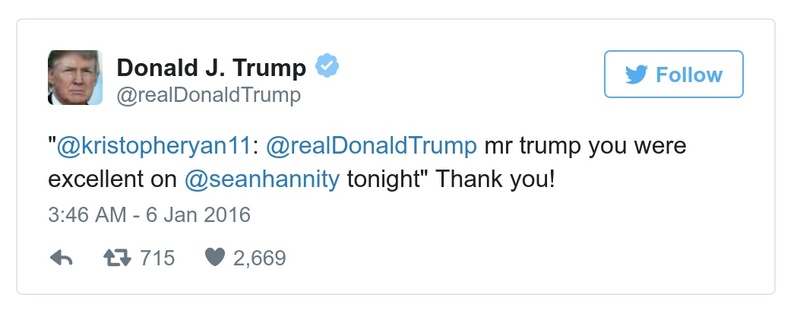 Donald J. Trump
@realDonaldTrump
Follow
"@kristopheryan11: @realDonaldTrump mr trump you were
excellent on @seanhannity tonight" Thank you!
3:46 AM - 6 Jan 2016
715 2,669